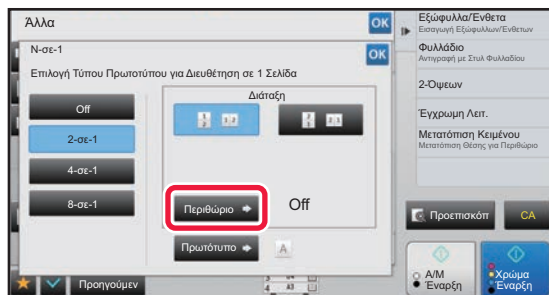 Άλλα
OK
N-σε-1
OK
Επιλογή Τύπου Πρωτοτύπου για Διευθέτηση σε 1 Σελίδα
Off
2-σε-1
4-σε-1
8-σε-1
Διάταξη
Περιθώριο
Off
Πρωτότυπο
A
Προηγούμεν
Εξώφυλλα/Ένθετα
Εισαγωγή Εξώφυλλων/Ένθετων
Φυλλάδιο
Αντιγραφή με Στυλ Φυλλαδίου
2-Όψεων
Έγχρωμη Λειτ.
Μετατόπιση Κειμένου
Μετατόπιση Θέσης για Περιθώριο
Προεπισκόπ
CA
Α/Μ
Έναρξη
Χρώμα
Έναρξη